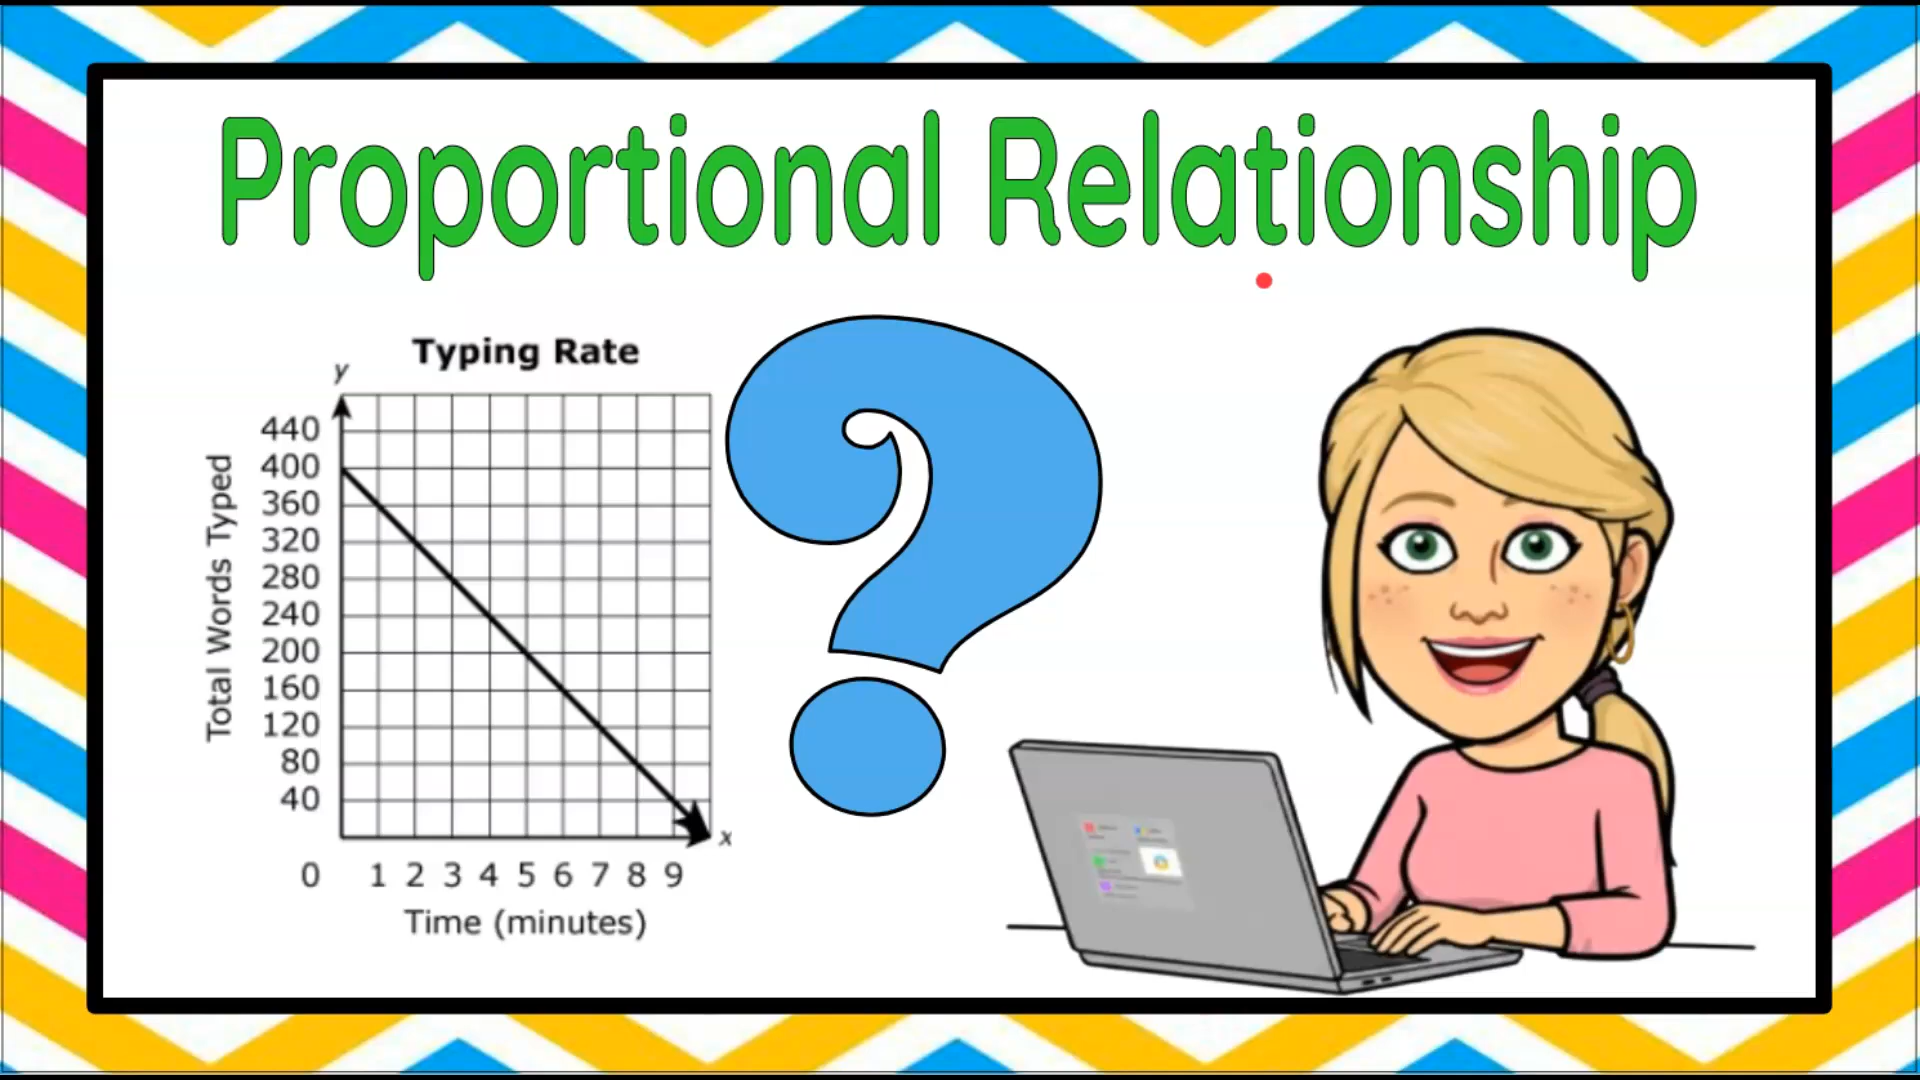 Proportional Relationship
Typing Rate
y
440
400
360
320
280
240
200
160
120
80
40
Total Words Typed
x
0 1 2 3 4 5 6 7 8 9
Time (minutes)
?